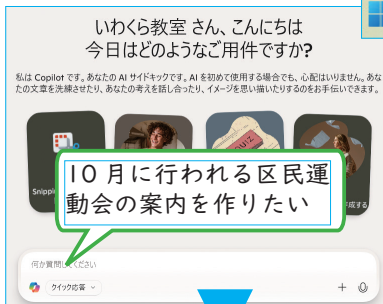 いわくら教室 さん、こんにちは
今日はどのようなご用件ですか?
私は Copilot です。あなたの AI サイドキックです。AI を初めて使用する場合でも、心配はいりません。あな
たの文章を洗練させたり、あなたの考えを話し合ったり、イメージを思い描いたりするのをお手伝いできます。
Snippi
作成する
10月に行われる区民運
動会の案内を作りたい
何か質問してください
クイック応答